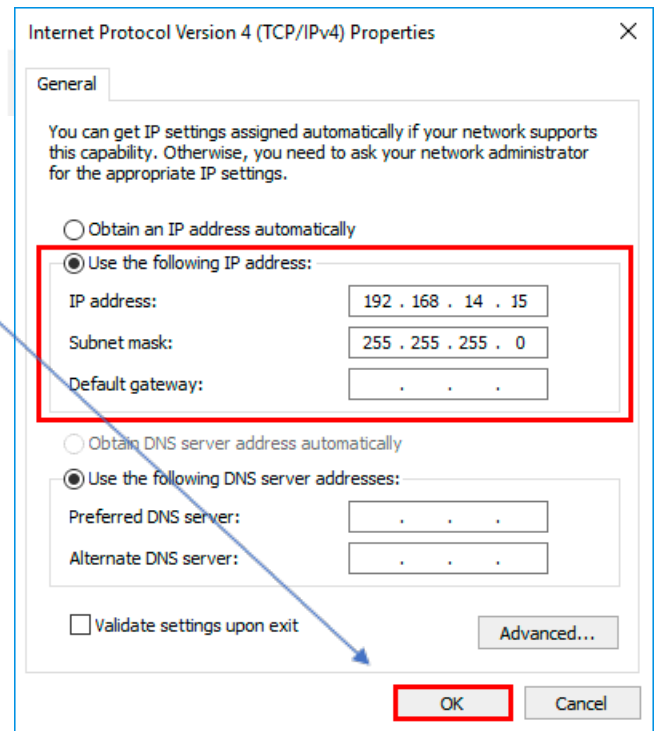 Internet Protocol Version 4 (TCP/IPv4) Properties
General
You can get IP settings assigned automatically if your network supports
this capability. Otherwise, you need to ask your network administrator
for the appropriate IP settings.
Obtain an IP address automatically
Use the following IP address:
IP address: 192 . 168 . 14 . 15
Subnet mask: 255 . 255 . 255 . 0
Default gateway: . . .
Obtain DNS server address automatically
Use the following DNS server addresses:
Preferred DNS server: . . .
Alternate DNS server: . . .
Validate settings upon exit
Advanced...
OK Cancel